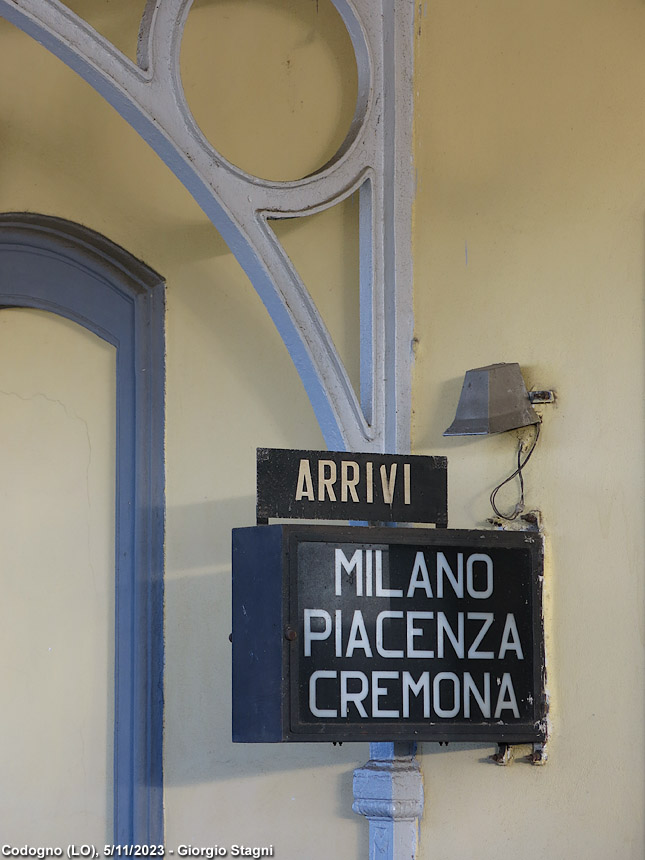 ARRIVI
MILANO
PIACENZA
CREMONA
Codogno (LO), 5/11/2023 - Giorgio Stagni